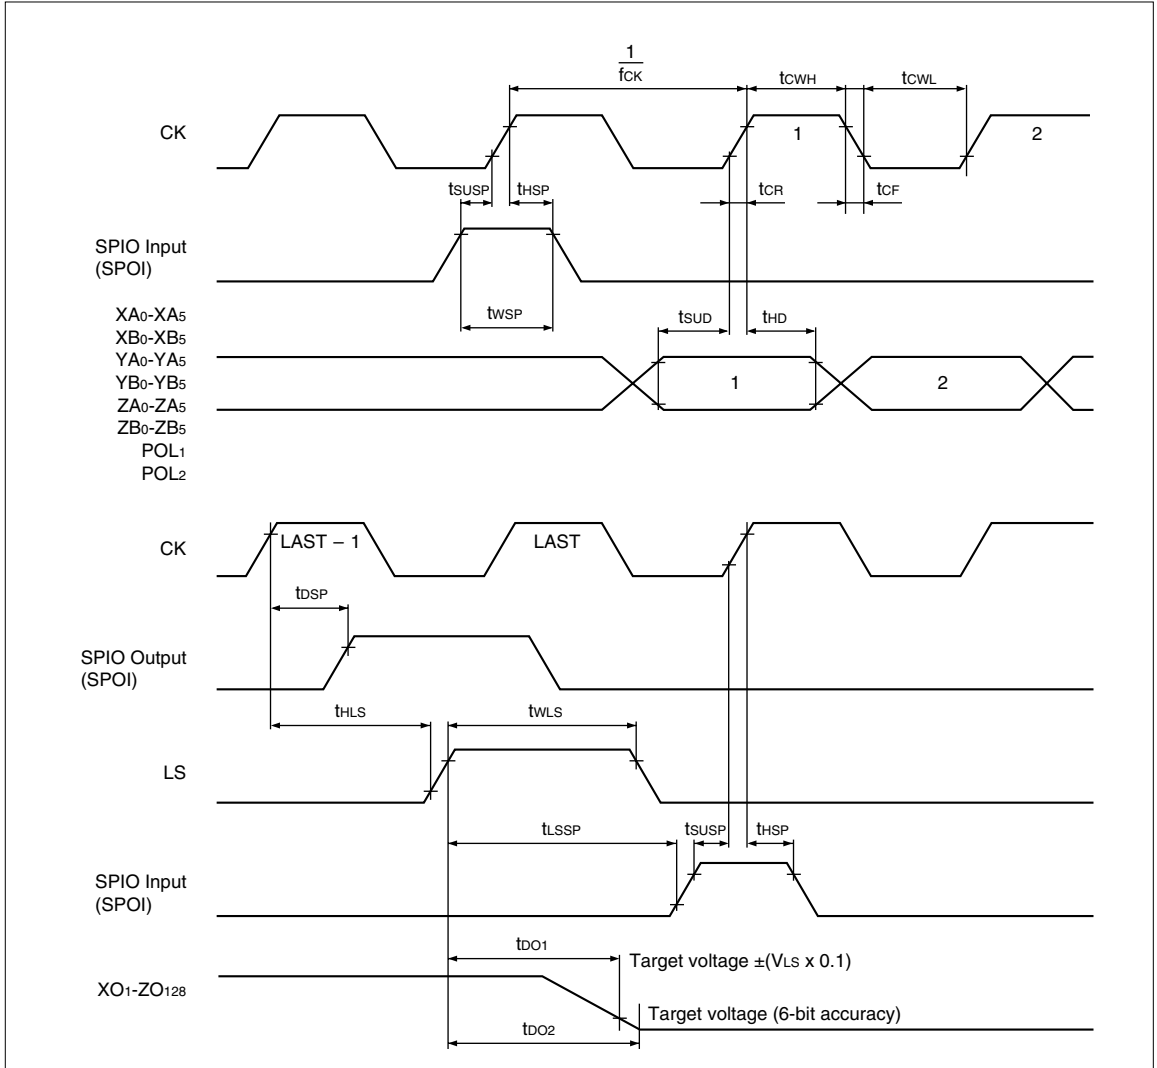 1
fCK
tCWH
tCWL
CK
1
2
tSUSP
tHSP
tCR
tCF
SPIO Input
(SPOI)
tWSP
tSUD
tHD
XA0-XA5
XB0-XB5
YA0-YA5
YB0-YB5
ZA0-ZA5
ZB0-ZB5
POL1
POL2
1
2
CK
LAST – 1
LAST
tDSP
SPIO Output
(SPOI)
tHLS
tWLS
LS
tLSSP
tSUSP
tHSP
SPIO Input
(SPOI)
tDO1
Target voltage ±(VLS x 0.1)
XO1-ZO128
Target voltage (6-bit accuracy)
tDO2